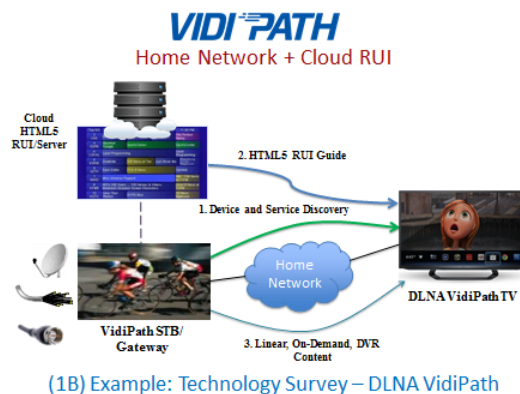 VIDIPATH
Home Network + Cloud RUI
Cloud
HTML5
RUI/Server
2. HTML5 RUI Guide
1. Device and Service Discovery
Home
Network
DLNA VidiPath TV
VidiPath STB/
Gateway
3. Linear, On-Demand, DVR
Content
(1B) Example: Technology Survey – DLNA VidiPath